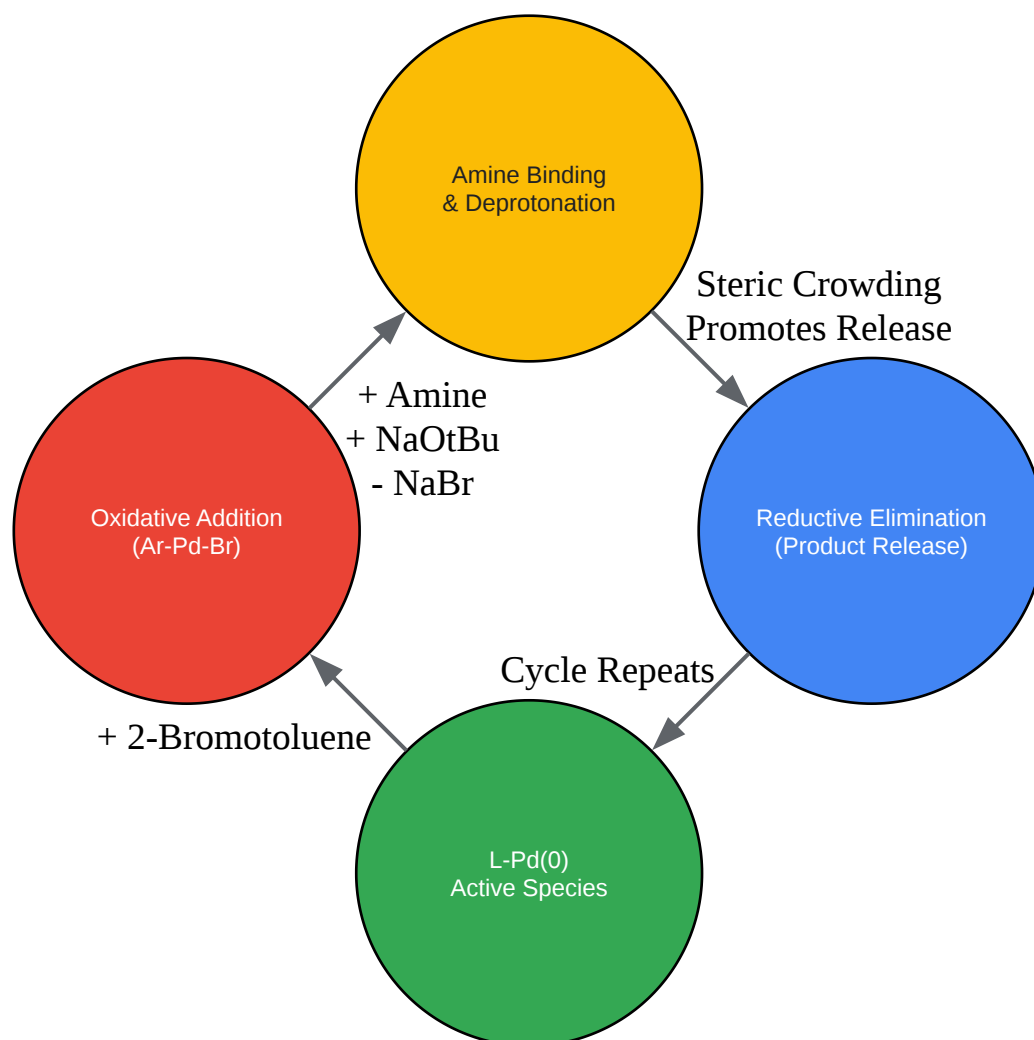 Amine Binding
& Deprotonation
Steric Crowding
Promotes Release
+ Amine
+ NaOtBu
- NaBr
Oxidative Addition
(Ar-Pd-Br)
Reductive Elimination
(Product Release)
Cycle Repeats
+ 2-Bromotoluene
L-Pd(0)
Active Species